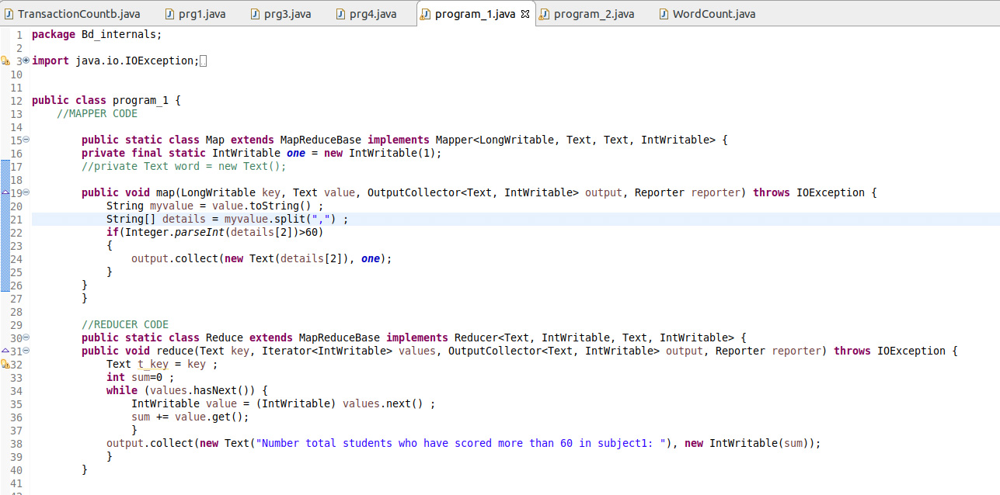 TransactionCountb.java prg1.java prg3.java prg4.java program_1.java program_2.java WordCount.java
1 package Bd_internals;
2
3 import java.io.IOException;
10
11
12 public class program_1 {
13 //MAPPER CODE
14
15 public static class Map extends MapReduceBase implements Mapper<LongWritable, Text, Text, IntWritable> {
16 private final static IntWritable one = new IntWritable(1);
17 //private Text word = new Text();
18
19 public void map(LongWritable key, Text value, OutputCollector<Text, IntWritable> output, Reporter reporter) throws IOException {
20 String myvalue = value.toString() ;
21 String[] details = myvalue.split(",") ;
22 if(Integer.parseInt(details[2])>60)
23 {
24 output.collect(new Text(details[2]), one);
25 }
26 }
27 }
28
29 //REDUCER CODE
30 public static class Reduce extends MapReduceBase implements Reducer<Text, IntWritable, Text, IntWritable> {
31 public void reduce(Text key, Iterator<IntWritable> values, OutputCollector<Text, IntWritable> output, Reporter reporter) throws IOException {
32 Text t_key = key ;
33 int sum=0 ;
34 while (values.hasNext()) {
35 IntWritable value = (IntWritable) values.next() ;
36 sum += value.get();
37 }
38 output.collect(new Text("Number total students who have scored more than 60 in subject1: "), new IntWritable(sum));
39 }
40 }
41